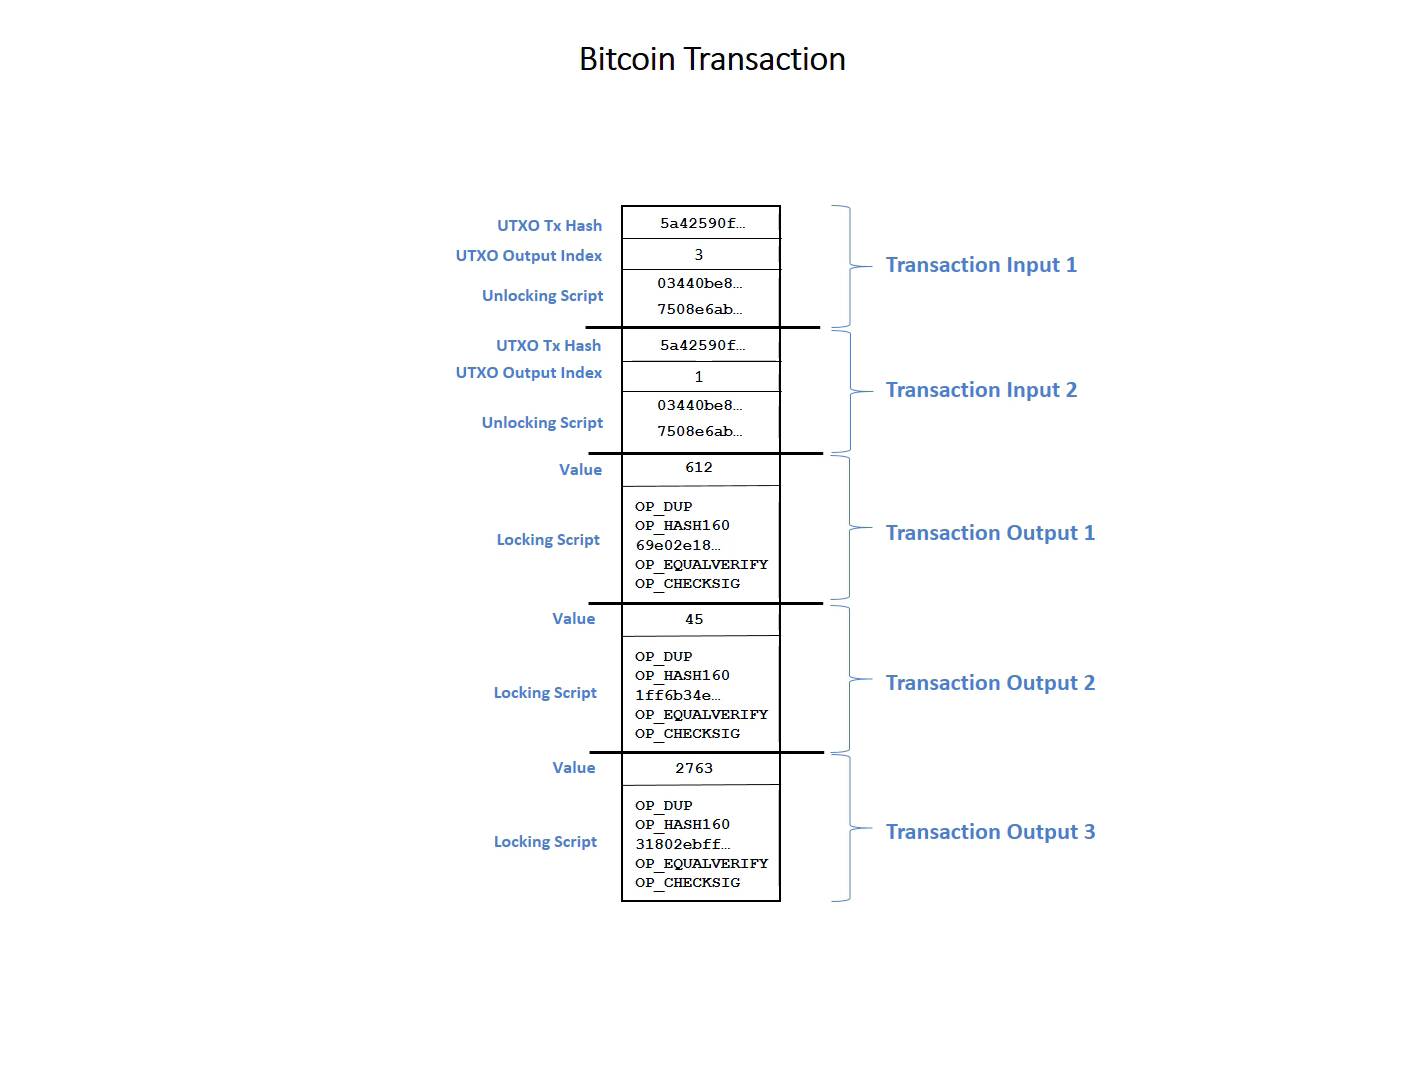 Bitcoin Transaction
UTXO Tx Hash
5a42590f…
UTXO Output Index
3
Unlocking Script
03440be8…
7508e6ab…
Transaction Input 1
UTXO Tx Hash
5a42590f…
UTXO Output Index
1
Unlocking Script
03440be8…
7508e6ab…
Transaction Input 2
Value
612
Locking Script
OP_DUP
OP_HASH160
69e02e18…
OP_EQUALVERIFY
OP_CHECKSIG
Transaction Output 1
Value
45
Locking Script
OP_DUP
OP_HASH160
1ff6b34e…
OP_EQUALVERIFY
OP_CHECKSIG
Transaction Output 2
Value
2763
Locking Script
OP_DUP
OP_HASH160
31802ebff…
OP_EQUALVERIFY
OP_CHECKSIG
Transaction Output 3